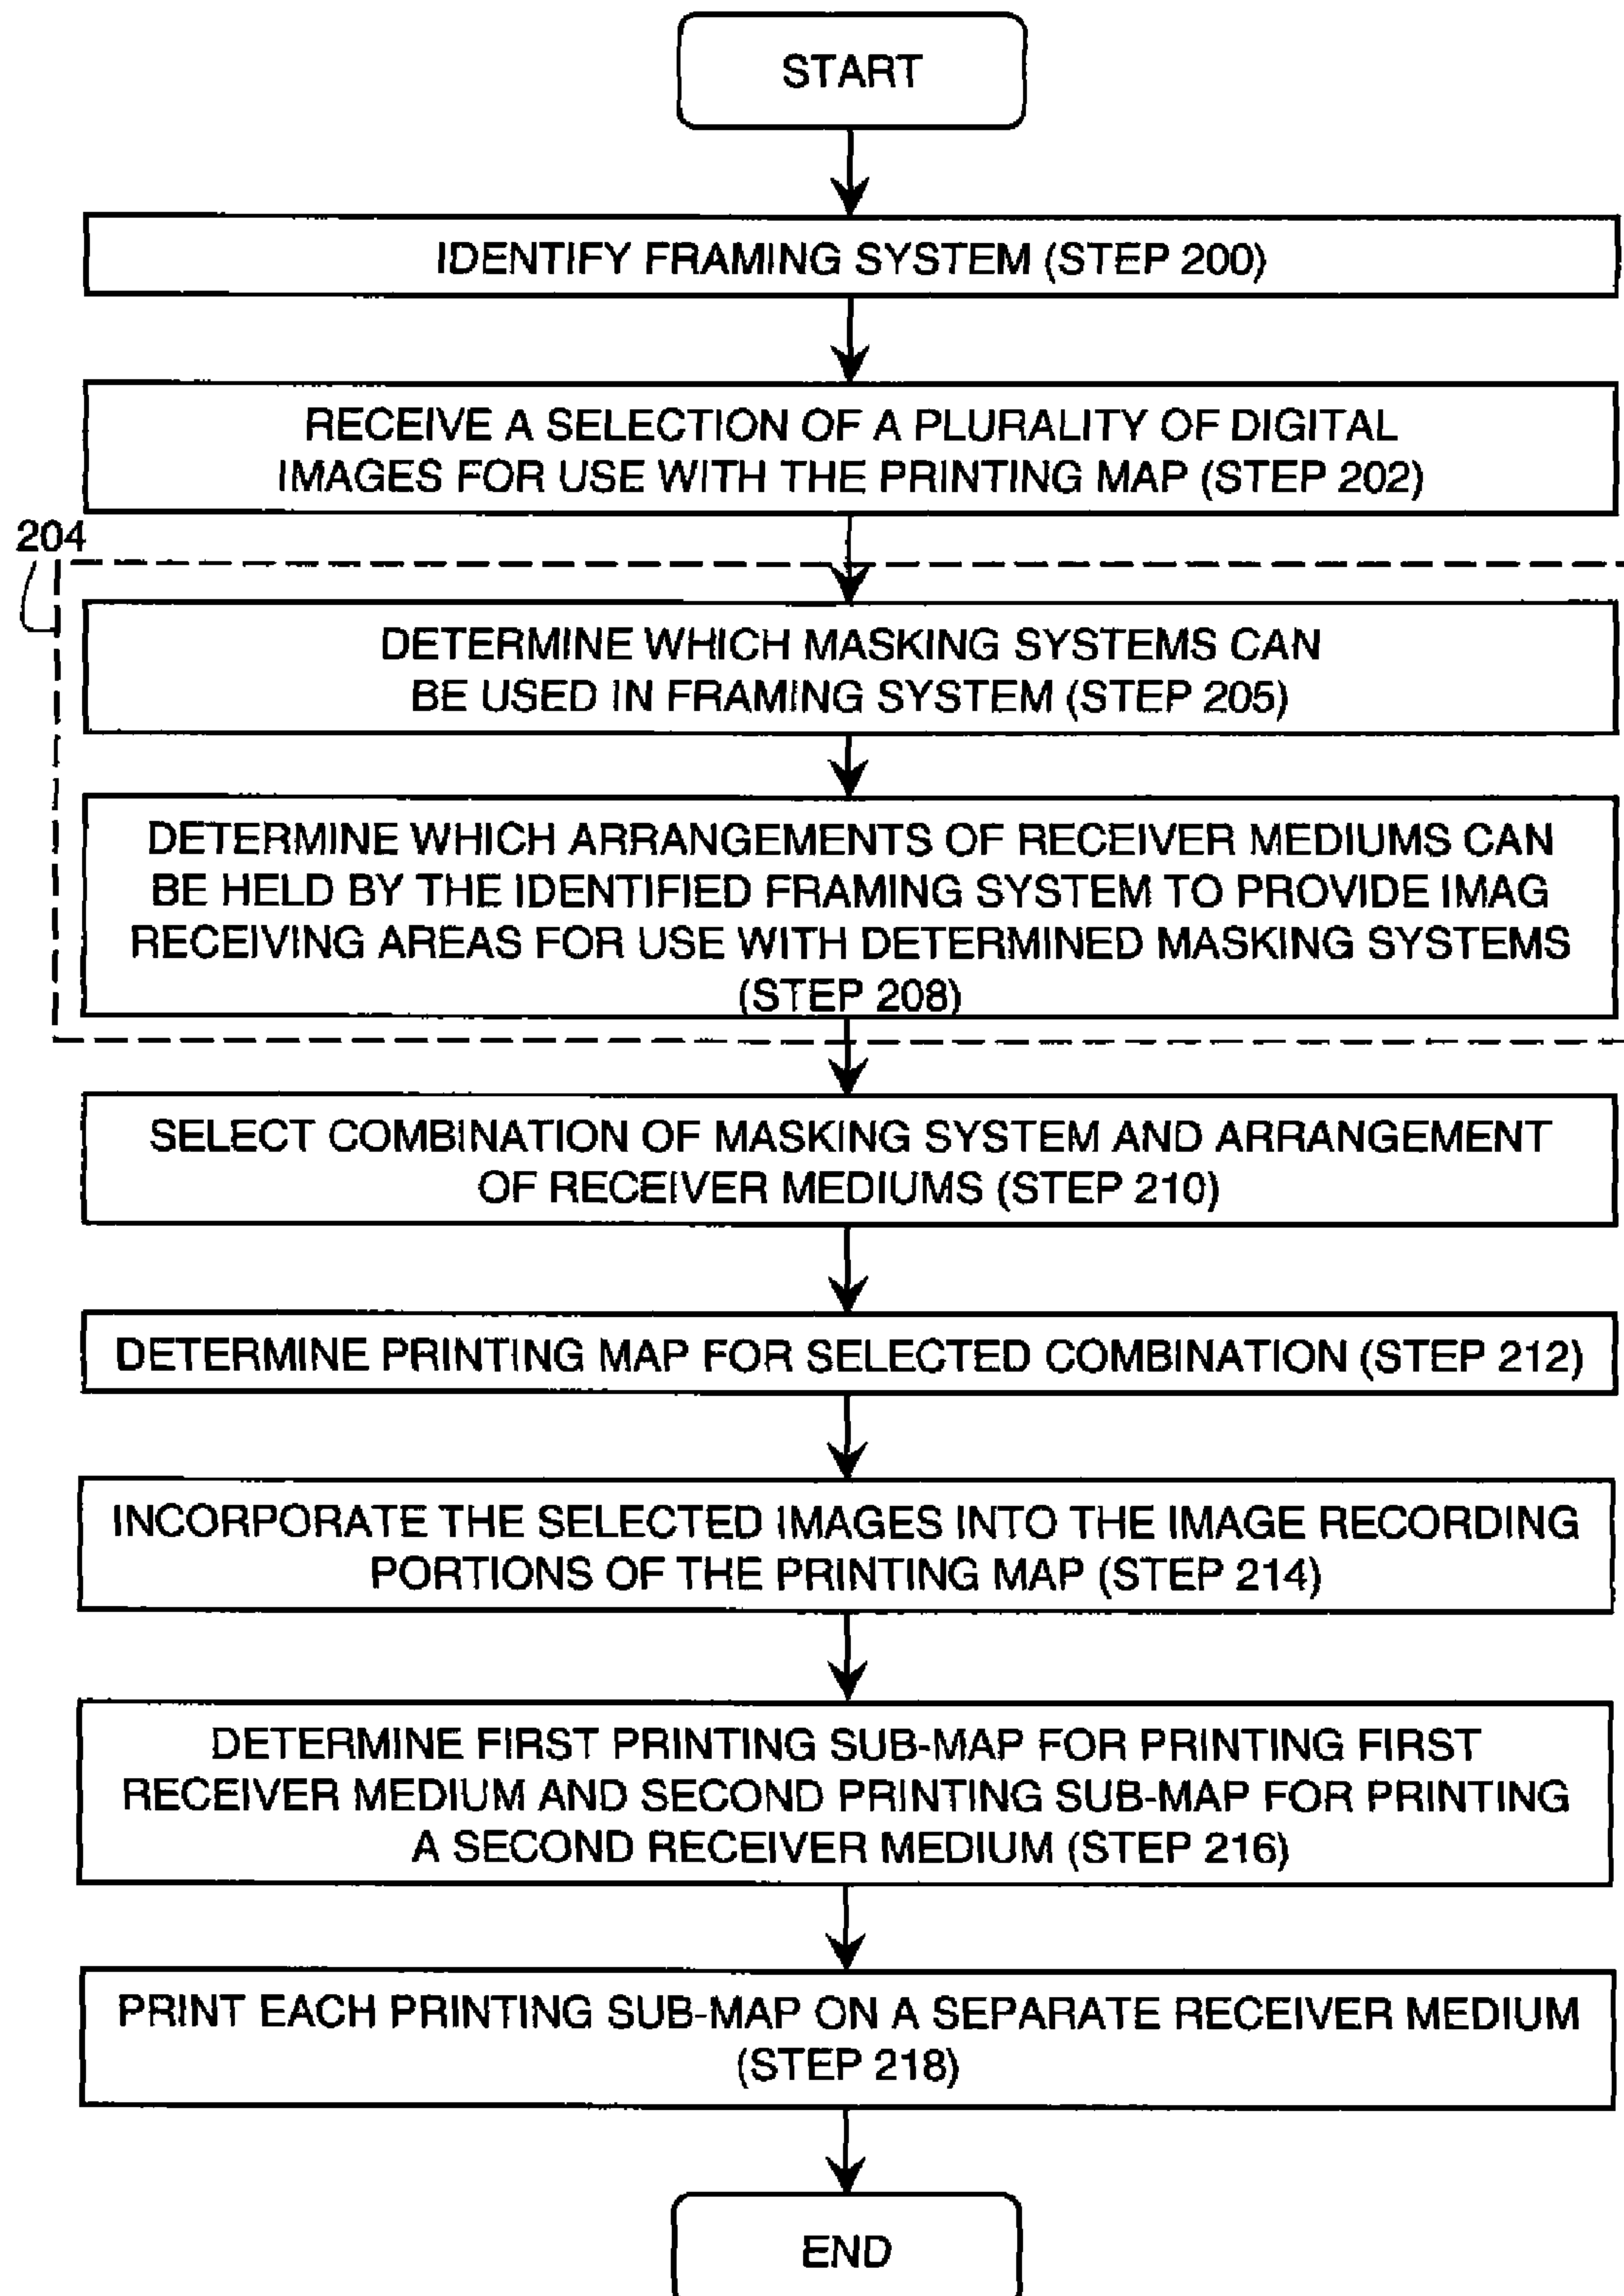 START
IDENTIFY FRAMING SYSTEM (STEP 200)
RECEIVE A SELECTION OF A PLURALITY OF DIGITAL
IMAGES FOR USE WITH THE PRINTING MAP (STEP 202)
204
DETERMINE WHICH MASKING SYSTEMS CAN
BE USED IN FRAMING SYSTEM (STEP 205)
DETERMINE WHICH ARRANGEMENTS OF RECEIVER MEDIUMS CAN
BE HELD BY THE IDENTIFIED FRAMING SYSTEM TO PROVIDE IMAG
RECEIVING AREAS FOR USE WITH DETERMINED MASKING SYSTEMS
(STEP 208)
SELECT COMBINATION OF MASKING SYSTEM AND ARRANGEMENT
OF RECEIVER MEDIUMS (STEP 210)
DETERMINE PRINTING MAP FOR SELECTED COMBINATION (STEP 212)
INCORPORATE THE SELECTED IMAGES INTO THE IMAGE RECORDING
PORTIONS OF THE PRINTING MAP (STEP 214)
DETERMINE FIRST PRINTING SUB-MAP FOR PRINTING FIRST
RECEIVER MEDIUM AND SECOND PRINTING SUB-MAP FOR PRINTING
A SECOND RECEIVER MEDIUM (STEP 216)
PRINT EACH PRINTING SUB-MAP ON A SEPARATE RECEIVER MEDIUM
(STEP 218)
END